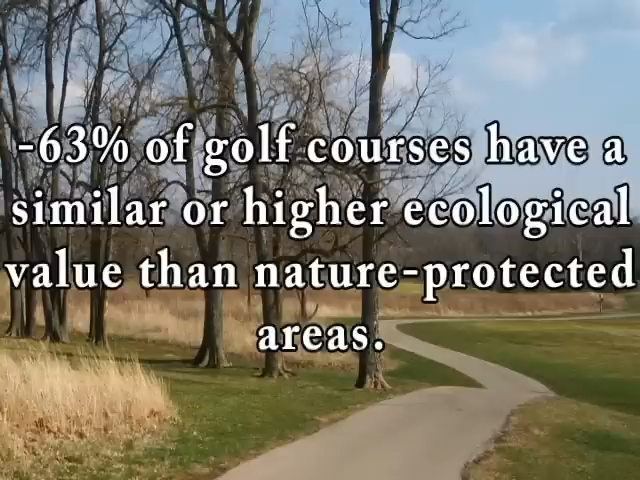 -63% of golf courses have a
similar or higher ecological
value than nature-protected
areas.